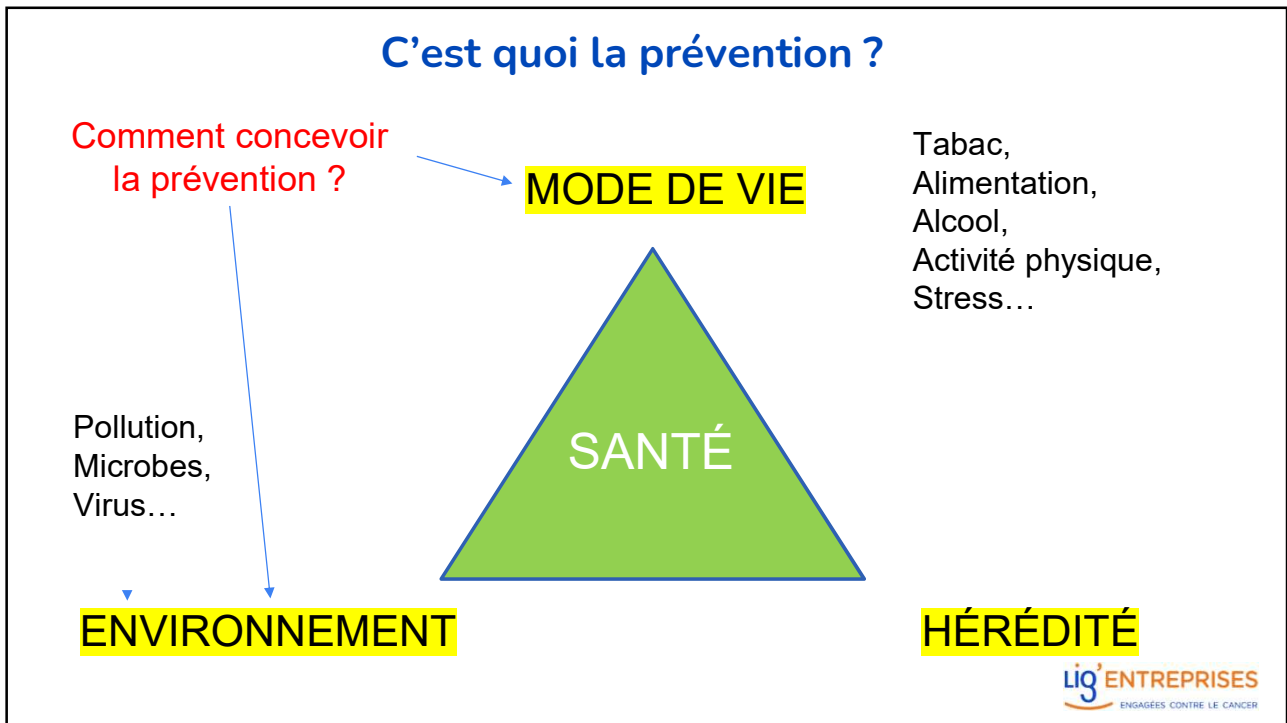 C’est quoi la prévention ?
Comment concevoir
la prévention ?
MODE DE VIE
Tabac,
Alimentation,
Alcool,
Activité physique,
Stress…
Pollution,
Microbes,
Virus…
SANTÉ
ENVIRONNEMENT
HÉRÉDITÉ
Lig’ENTREPRISES
ENGAGÉES CONTRE LE CANCER